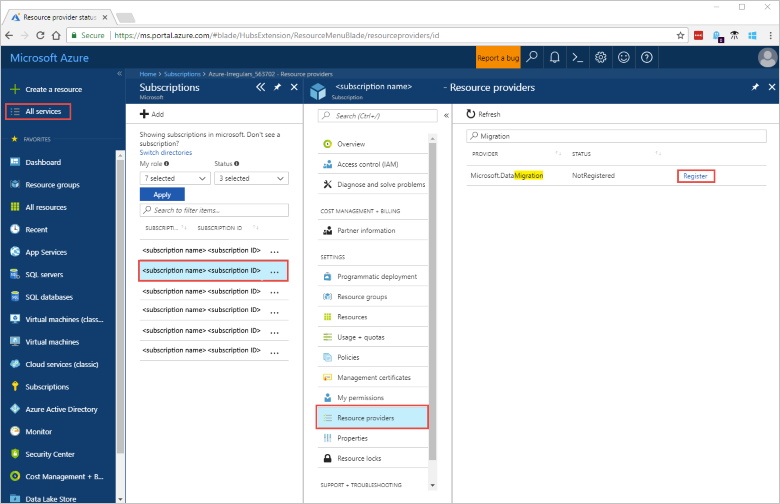 Resource provider status
Secure
https://ms.portal.azure.com/#blade/HubsExtension/ResourceMenuBlade/resourceproviders/id
Microsoft Azure
Report a bug
Create a resource
All services
FAVORITES
Dashboard
Resource groups
All resources
Recent
App Services
SQL servers
SQL databases
Virtual machines (clas...
Virtual machines
Cloud services (classic)
Subscriptions
Azure Active Directory
Monitor
Security Center
Cost Management + B...
Data Lake Store
Home > Subscriptions > Azure-Irregulars_563702 - Resource providers
Subscriptions
Microsoft
Add
Showing subscriptions in microsoft. Don't see a
subscription?
Switch directories
My role
Status
7 selected
3 selected
Apply
Search to filter items...
SUBSCRIPTI...
SUBSCRIPTION ID
<subscription name> <subscription ID> ...
<subscription name> <subscription ID> ...
<subscription name> <subscription ID> ...
<subscription name> <subscription ID> ...
<subscription name> <subscription ID> ...
<subscription name> <subscription ID> ...
<subscription name> - Resource providers
Subscription
Search (Ctrl+/)
Overview
Access control (IAM)
Diagnose and solve problems
COST MANAGEMENT + BILLING
Partner information
SETTINGS
Programmatic deployment
Resource groups
Resources
Usage + quotas
Policies
Management certificates
My permissions
Resource providers
Properties
Resource locks
SUPPORT + TROUBLESHOOTING
Refresh
Migration
PROVIDER
STATUS
Microsoft.DataMigration
NotRegistered
Register